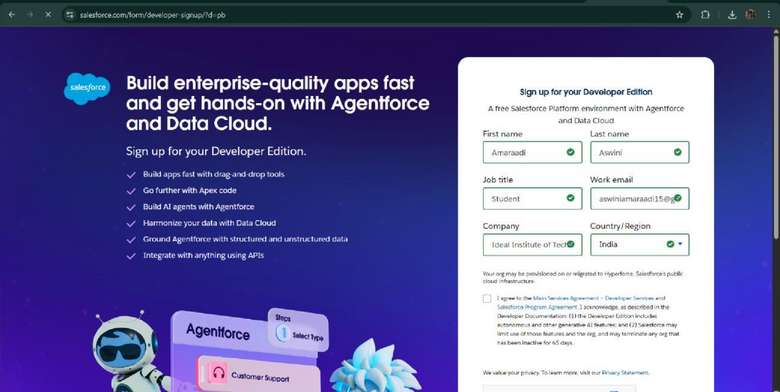 salesforce.com/form/developer-signup/?d=pb
salesforce
Build enterprise-quality apps fast
and get hands-on with Agentforce
and Data Cloud.
Sign up for your Developer Edition.
Build apps fast with drag-and-drop tools
Go further with Apex code
Build AI agents with Agentforce
Harmonize your data with Data Cloud
Ground Agentforce with structured and unstructured data
Integrate with anything using APIs
Agentforce
Steps
1
Select Type
Customer Support
Sign up for your Developer Edition
A free Salesforce Platform environment with Agentforce
and Data Cloud
First name Last name
Amaraadi Aswini
Job title Work email
Student aswiniamaraadi15@g
Company Country/Region
Ideal Institute of Tech India
Your org may be provisioned on or migrated to Hyperforce, Salesforce's public
cloud infrastructure.
I agree to the Main Services Agreement – Developer Services and
Salesforce Program Agreement. I acknowledge, as described in the
Developer Documentation: (1) the Developer Edition includes
autonomous and other generative AI features; and (2) Salesforce may
limit use of those features and the org, and may terminate any org that
has been inactive for 45 days.
We value your privacy. To learn more, visit our Privacy Statement.